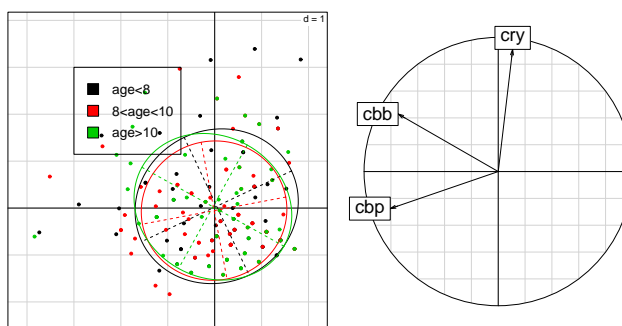 d = 1
age<8
8<age<10
age>10
cry
cbb
cbp